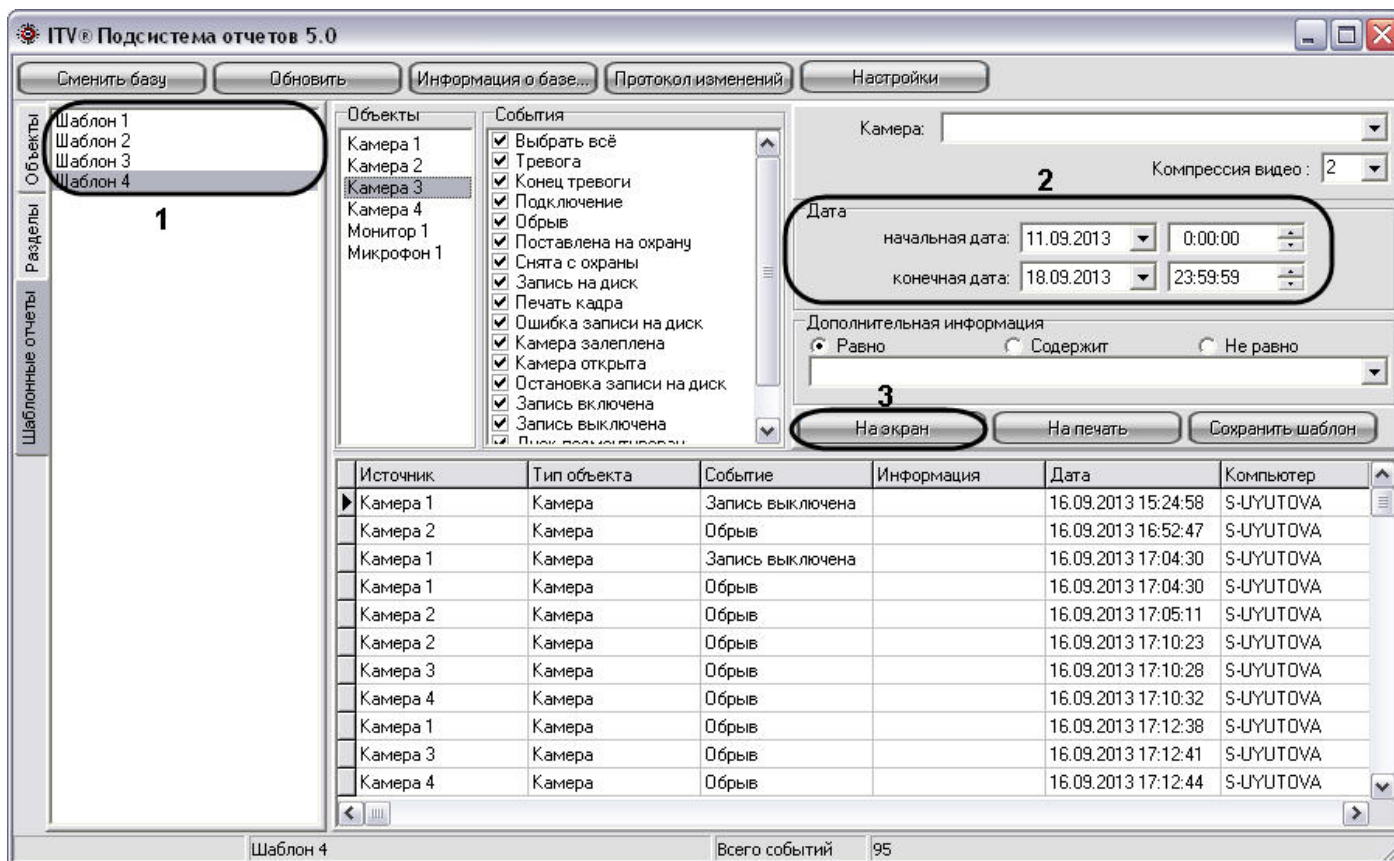 ITV® Подсистема отчетов 5.0
Сменить базу Обновить Информация о базе... Протокол изменений Настройки
Объекты
Разделы
Шаблонные отчеты
Шаблон 1
Шаблон 2
Шаблон 3
Шаблон 4
1
Объекты
Камера 1
Камера 2
Камера 3
Камера 4
Монитор 1
Микрофон 1
События
Выбрать всё
Тревога
Конец тревоги
Подключение
Обрыв
Поставлена на охрану
Снята с охраны
Запись на диск
Печать кадра
Ошибка записи на диск
Камера залеплена
Камера открыта
Остановка записи на диск
Запись включена
Запись выключена
Камера:
Компрессия видео : 2
2
Дата
начальная дата: 11.09.2013 0:00:00
конечная дата: 18.09.2013 23:59:59
Дополнительная информация
Равно Содержит Не равно
3
На экран На печать Сохранить шаблон
Источник Тип объекта Событие Информация Дата Компьютер
Камера 1 Камера Запись выключена 16.09.2013 15:24:58 S-UYUTOVA
Камера 2 Камера Обрыв 16.09.2013 16:52:47 S-UYUTOVA
Камера 1 Камера Запись выключена 16.09.2013 17:04:30 S-UYUTOVA
Камера 1 Камера Обрыв 16.09.2013 17:04:30 S-UYUTOVA
Камера 2 Камера Обрыв 16.09.2013 17:05:11 S-UYUTOVA
Камера 2 Камера Обрыв 16.09.2013 17:10:23 S-UYUTOVA
Камера 3 Камера Обрыв 16.09.2013 17:10:28 S-UYUTOVA
Камера 4 Камера Обрыв 16.09.2013 17:10:32 S-UYUTOVA
Камера 1 Камера Обрыв 16.09.2013 17:12:38 S-UYUTOVA
Камера 3 Камера Обрыв 16.09.2013 17:12:41 S-UYUTOVA
Камера 4 Камера Обрыв 16.09.2013 17:12:44 S-UYUTOVA
Шаблон 4 Всего событий 95